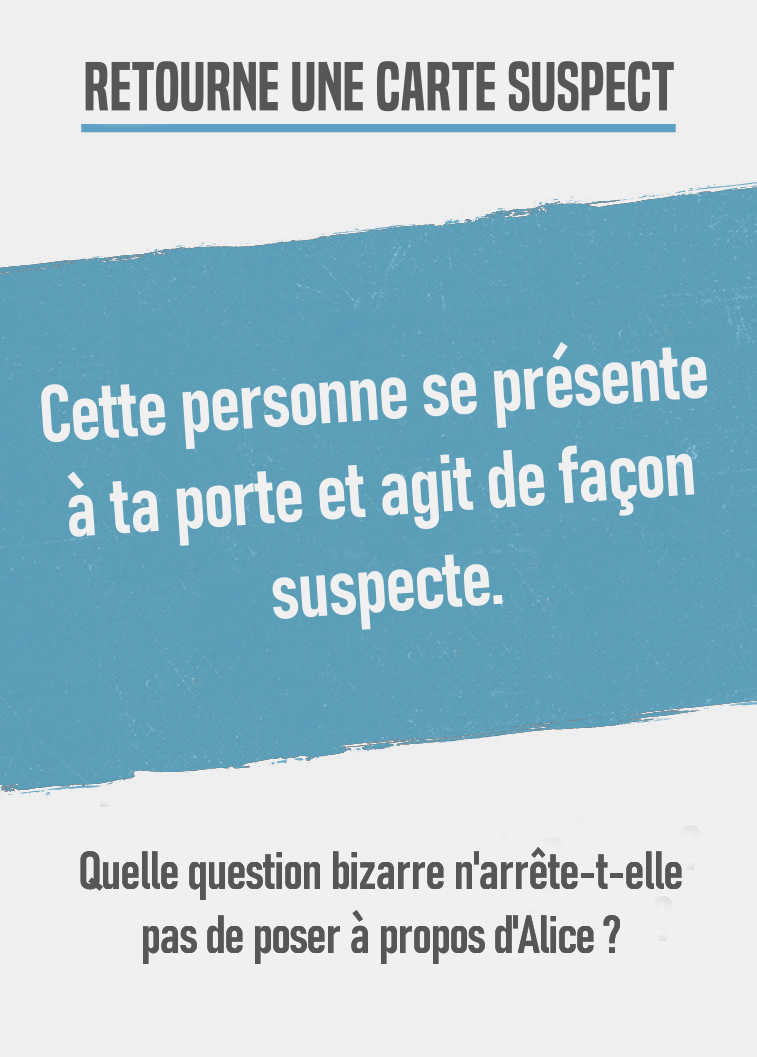 RETOURNE UNE CARTE SUSPECT
Cette personne se présente
à ta porte et agit de façon
suspecte.
Quelle question bizarre n'arrête-t-elle
pas de poser à propos d'Alice ?